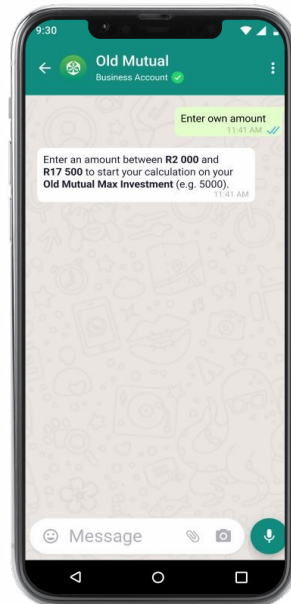 9:30
Old Mutual
Business Account
Enter own amount
11:41 AM
Enter an amount between R2 000 and
R17 500 to start your calculation on your
Old Mutual Max Investment (e.g. 5000).
11:41 AM
Message